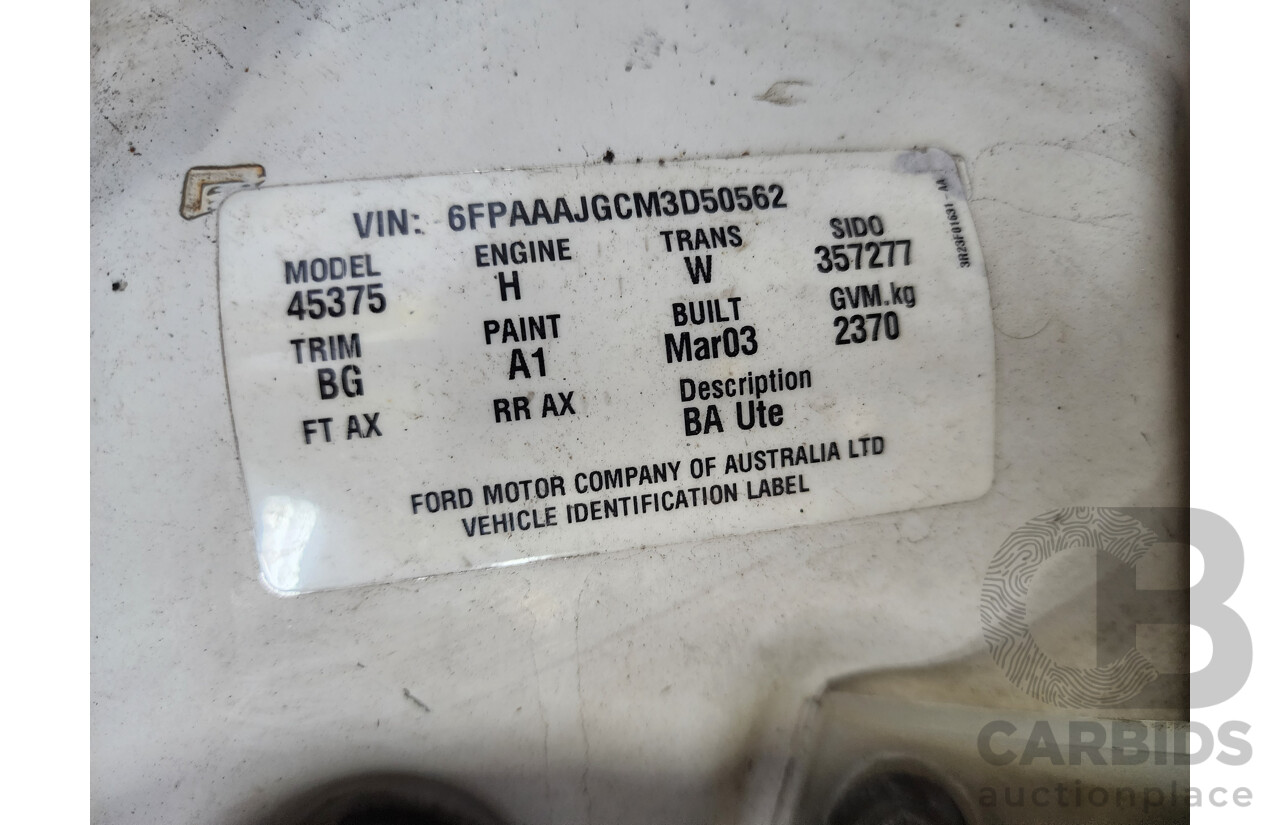 VIN: 6FPAAAJGCM3D50562
MODEL ENGINE TRANS SIDO
45375 H W 357277
TRIM PAINT BUILT GVM.kg
BG A1 Mar03 2370
FT AX RR AX Description
BA Ute
FORD MOTOR COMPANY OF AUSTRALIA LTD
VEHICLE IDENTIFICATION LABEL
CB
CARBIDS
auctionplace